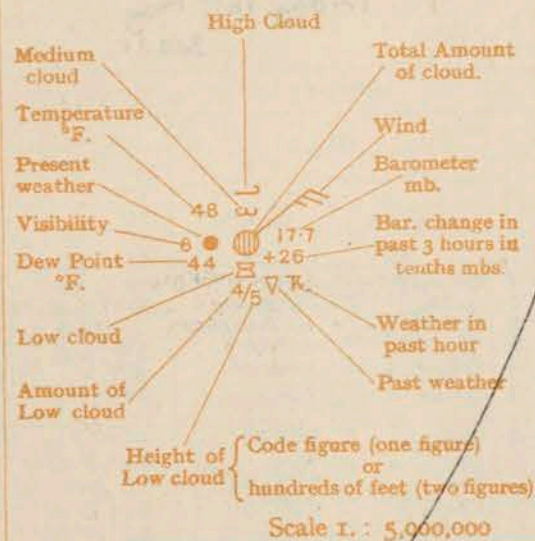 High Cloud
Medium
cloud
Total Amount
of cloud.
Temperature
°F.
Wind
Present
weather
Barometer
mb.
48
Visibility
6
17.7
Bar. change in
past 3 hours in
tenths mbs.
Dew Point
°F.
44
+26
4/5
Low cloud
Weather in
past hour
Amount of
Low cloud
Past weather
Height of
Low cloud
Code figure (one figure)
or
hundreds of feet (two figures)
Scale 1. : 5,000,000